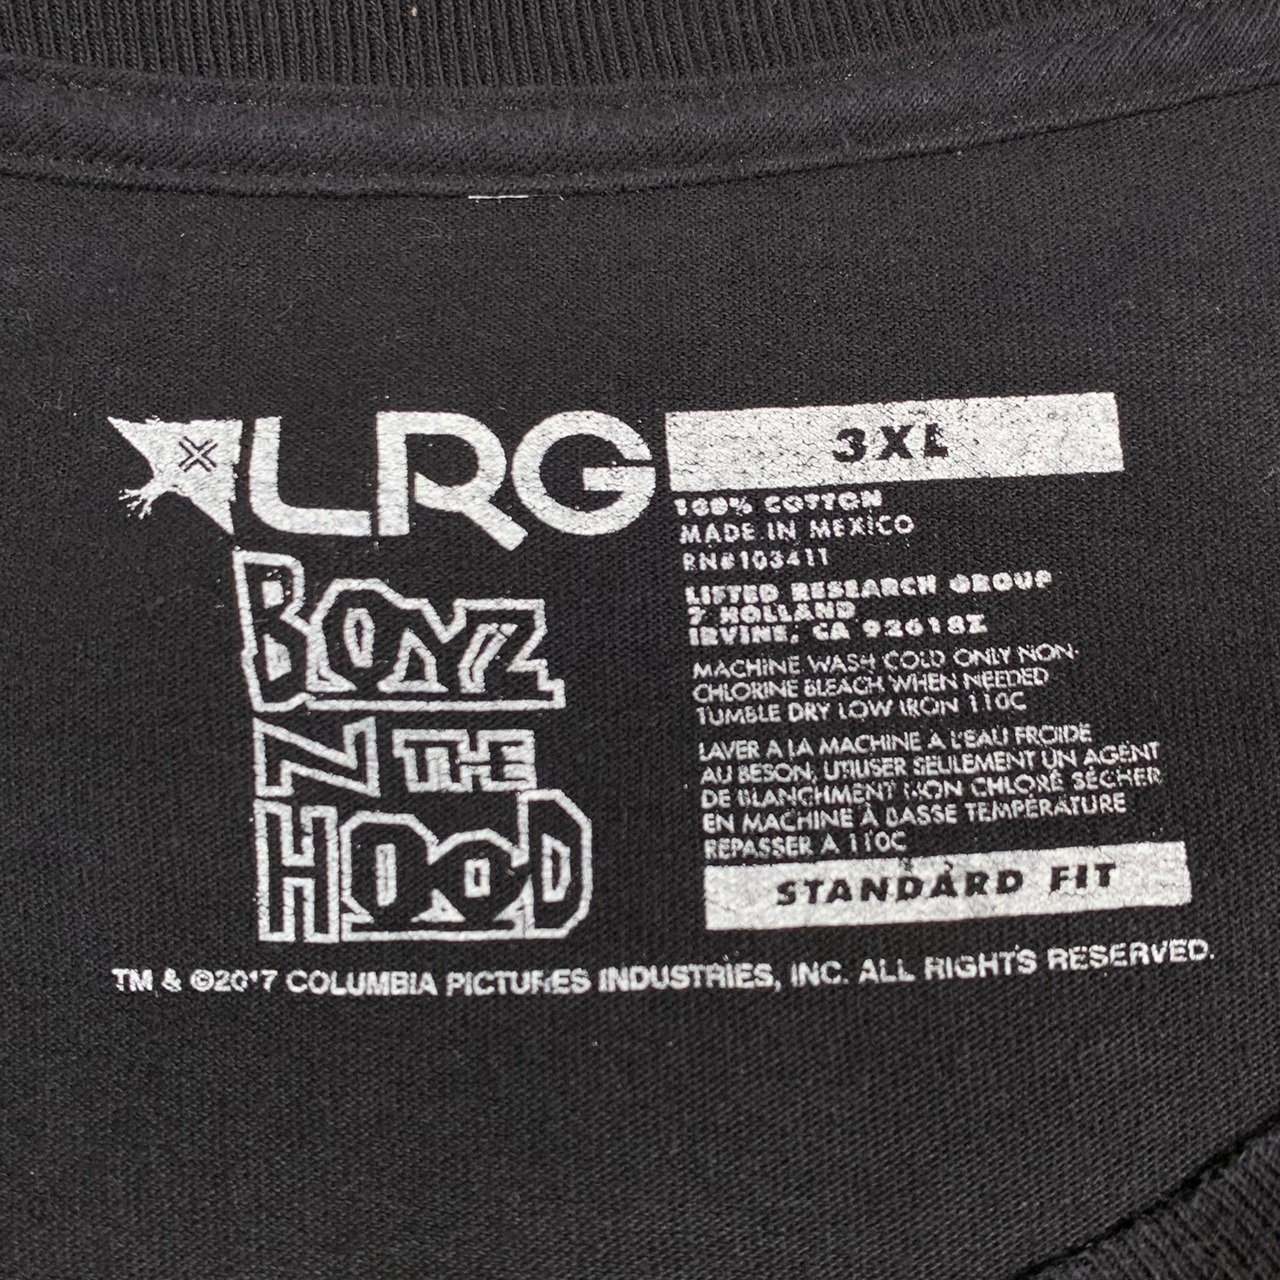 LRG
BOYZ
N THE
HOOD
3XL
100% COTTON
MADE IN MEXICO
RN#103411
LIFTED RESEARCH GROUP
7 HOLLAND
IRVINE, CA 92618Z
MACHINE WASH COLD ONLY NON-
CHLORINE BLEACH WHEN NEEDED
TUMBLE DRY LOW IRON 110C
LAVER A LA MACHINE A L'EAU FROIDE
AU BESON, UTILISER SEULEMENT UN AGENT
DE BLANCHMENT NON CHLORÉ SÉCHER
EN MACHINE À BASSE TEMPÉRATURE
REPASSER A 110C
STANDARD FIT
TM & ©2017 COLUMBIA PICTURES INDUSTRIES, INC. ALL RIGHTS RESERVED.